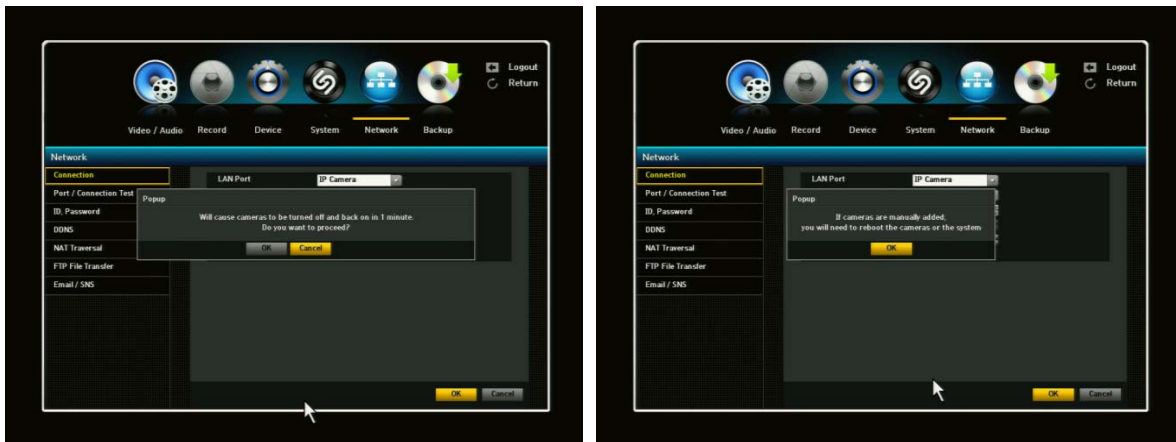 Logout
Return
Video / Audio Record Device System Network Backup
Network
Connection
LAN Port IP Camera
Port / Connection Test
Popup
ID, Password
Will cause cameras to be turned off and back on in 1 minute.
Do you want to proceed?
DDNS
NAT Traversal
OK Cancel
FTP File Transfer
Email / SNS
OK Cancel
Logout
Return
Video / Audio Record Device System Network Backup
Network
Connection
LAN Port IP Camera
Port / Connection Test
Popup
ID, Password
If cameras are manually added,
you will need to reboot the cameras or the system
DDNS
NAT Traversal
OK
FTP File Transfer
Email / SNS
OK Cancel